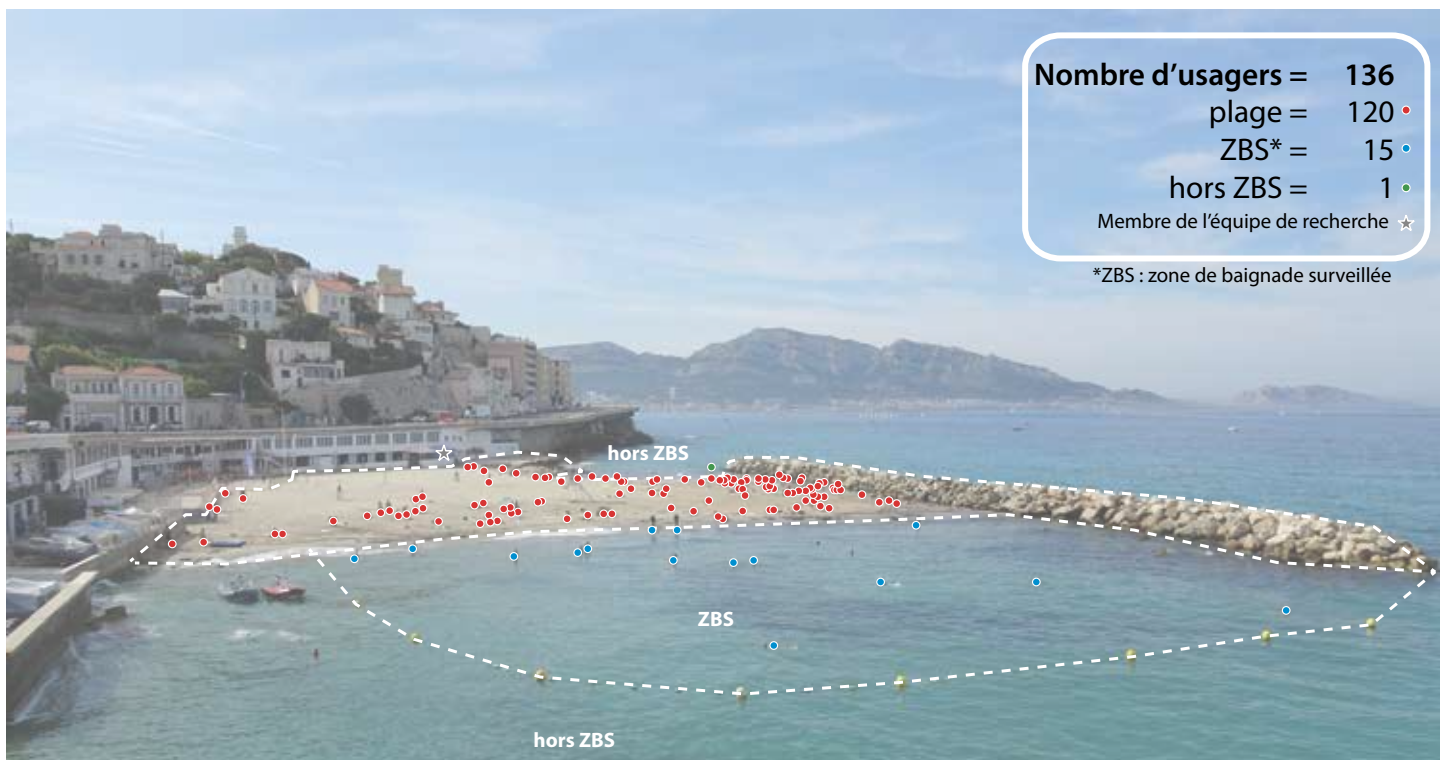 Nombre d'usagers = 136
plage = 120
ZBS* = 15
hors ZBS = 1
Membre de l'équipe de recherche
*ZBS : zone de baignade surveillée
hors ZBS
ZBS
hors ZBS